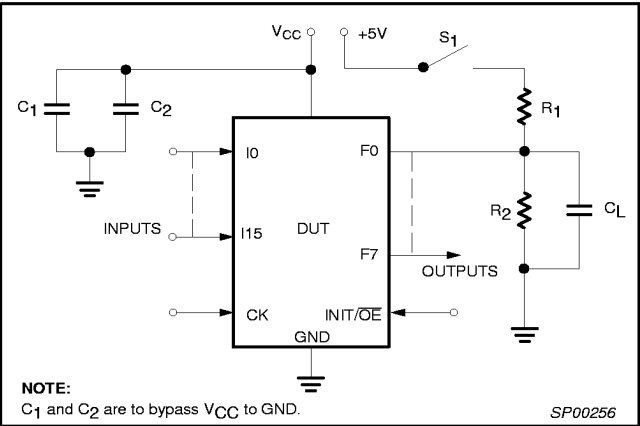 VCC +5V S1
C1 C2 R1
I0 F0
R2 CL
INPUTS I15 DUT F7
OUTPUTS
CK INIT/OE
GND
NOTE:
C1 and C2 are to bypass VCC to GND.
SP00256